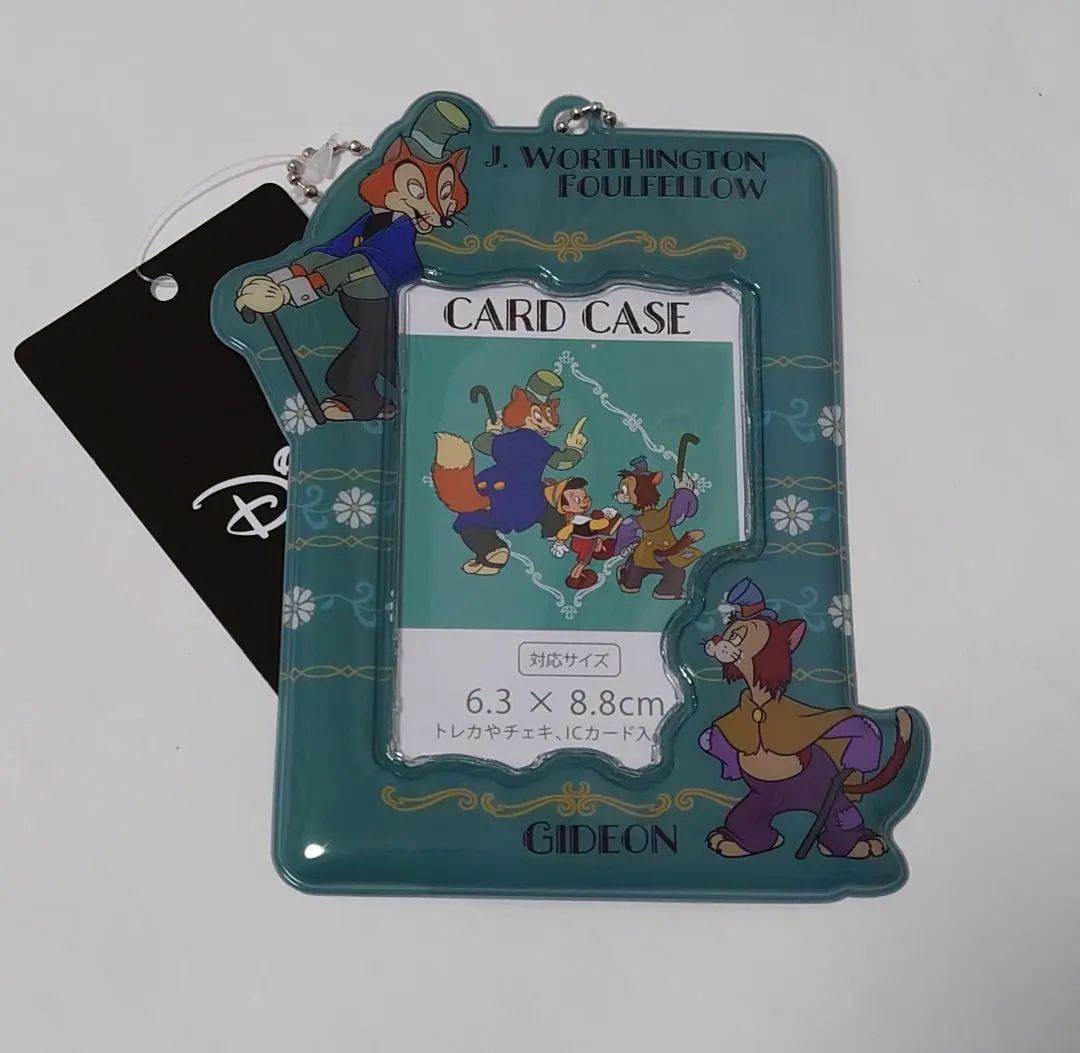 J. WORTHINGTON
FOULFELLOW
CARD CASE
対応サイズ
6.3 × 8.8cm
トレカやチェキ、ICカード入
GIDEON